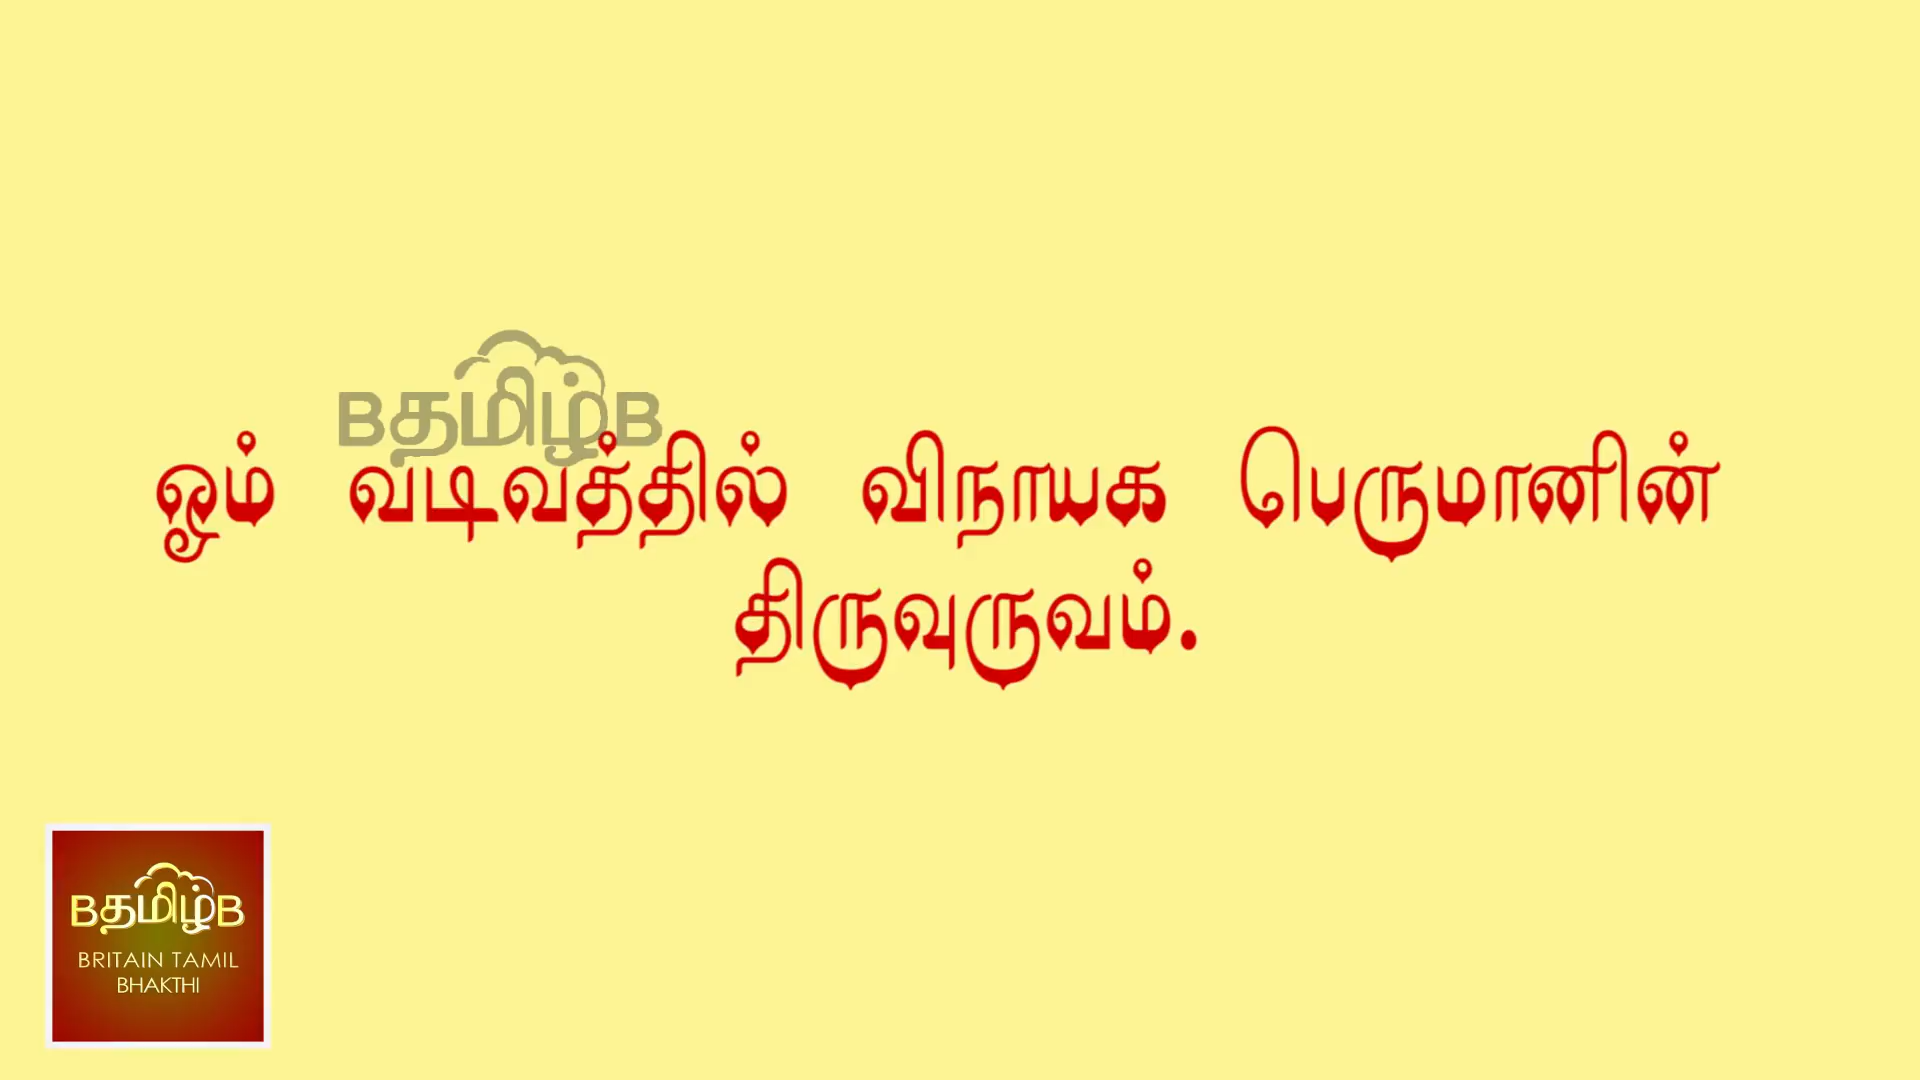 Bதமிழ்B
ஓம் வடிவத்தில் விநாயக பெருமானின்
திருவுருவம்.
Bதமிழ்B
BRITAIN TAMIL
BHAKTHI